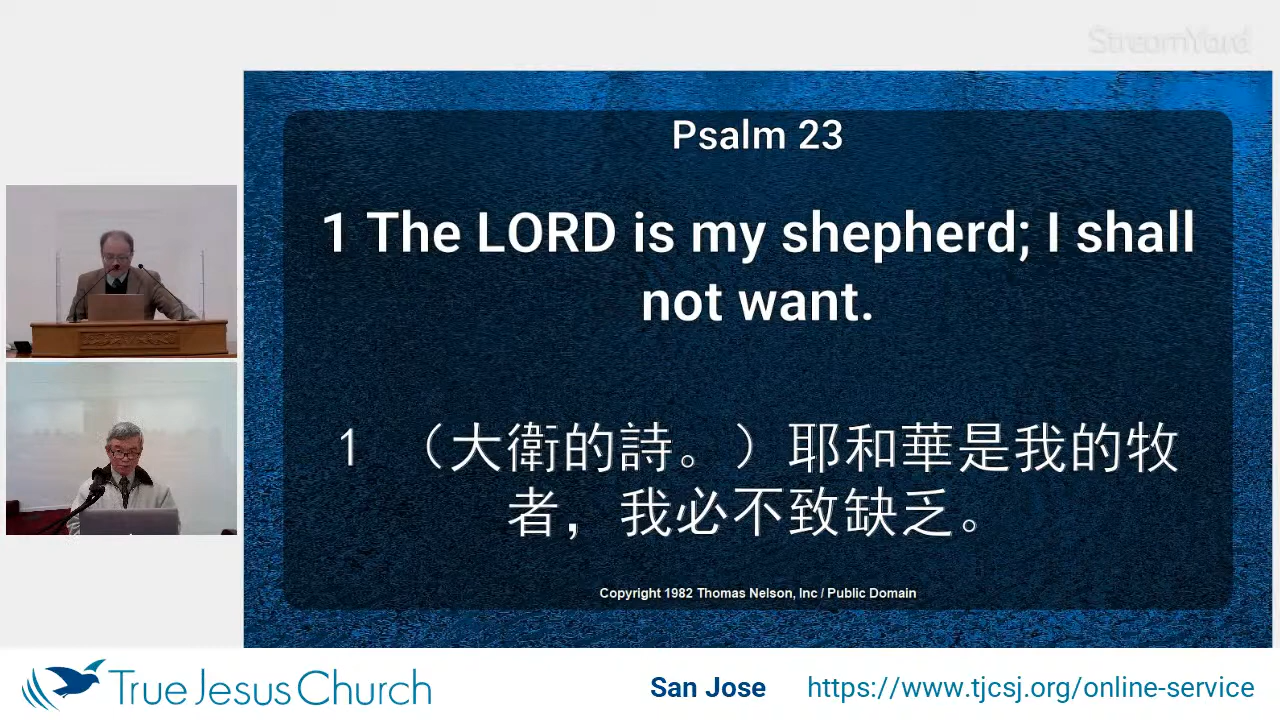 StreamYard
Psalm 23
1 The LORD is my shepherd; I shall
not want.
1 （大衛的詩。）耶和華是我的牧
者，我必不致缺乏。
Copyright 1982 Thomas Nelson, Inc / Public Domain
True Jesus Church
San Jose https://www.tjcsj.org/online-service